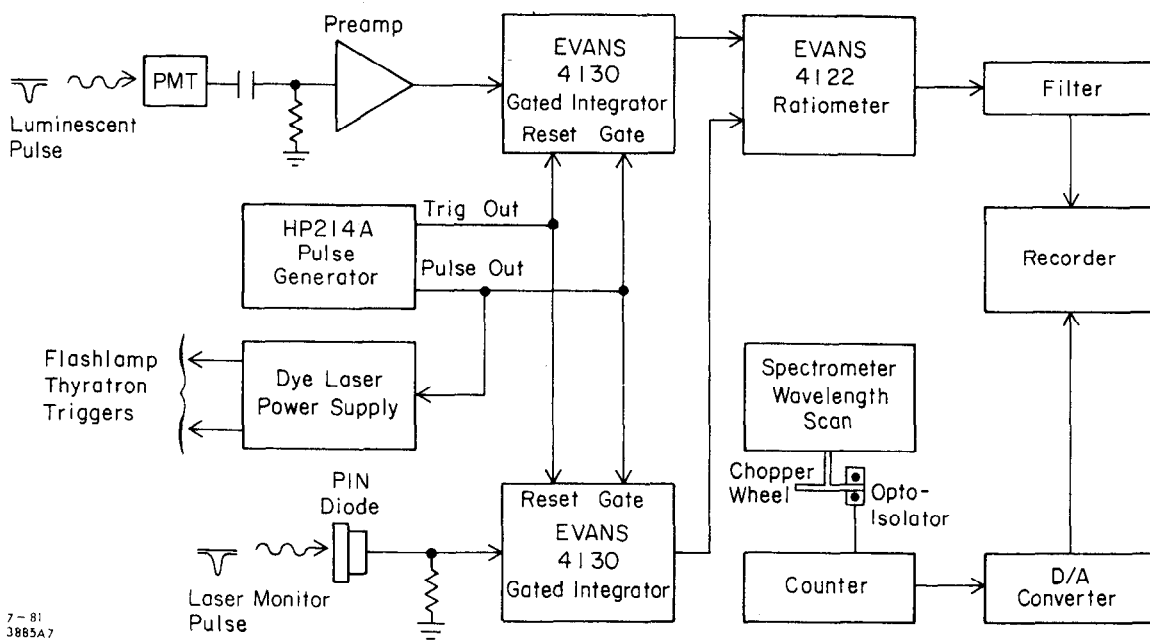 Preamp
PMT
Luminescent
Pulse
EVANS
4130
Gated Integrator
Reset Gate
EVANS
4122
Ratiometer
Filter
HP214A
Pulse
Generator
Trig Out
Pulse Out
Recorder
Flashlamp
Thyratron
Triggers
Dye Laser
Power Supply
Spectrometer
Wavelength
Scan
Chopper
Wheel
Opto-
Isolator
PIN
Diode
Reset Gate
EVANS
4130
Gated Integrator
Laser Monitor
Pulse
Counter
D/A
Converter
7-81
3885A7